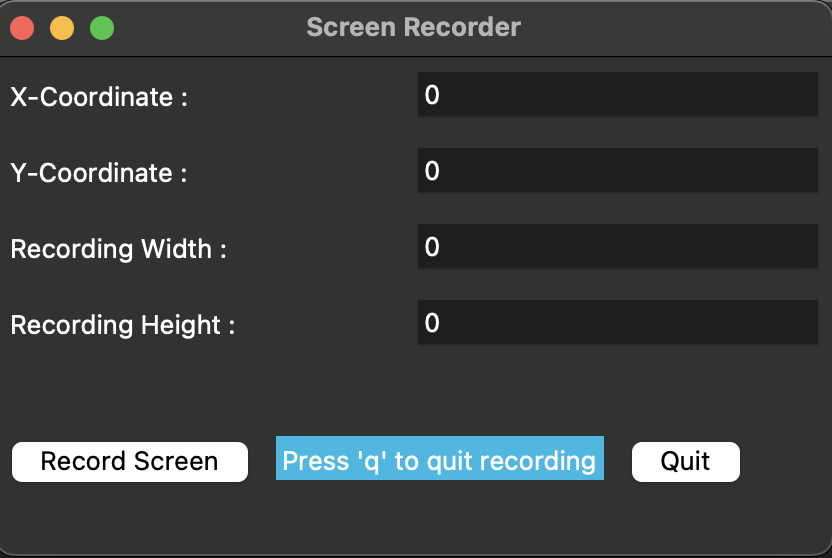 Screen Recorder
X-Coordinate : 0
Y-Coordinate : 0
Recording Width : 0
Recording Height : 0
Record Screen Press 'q' to quit recording Quit